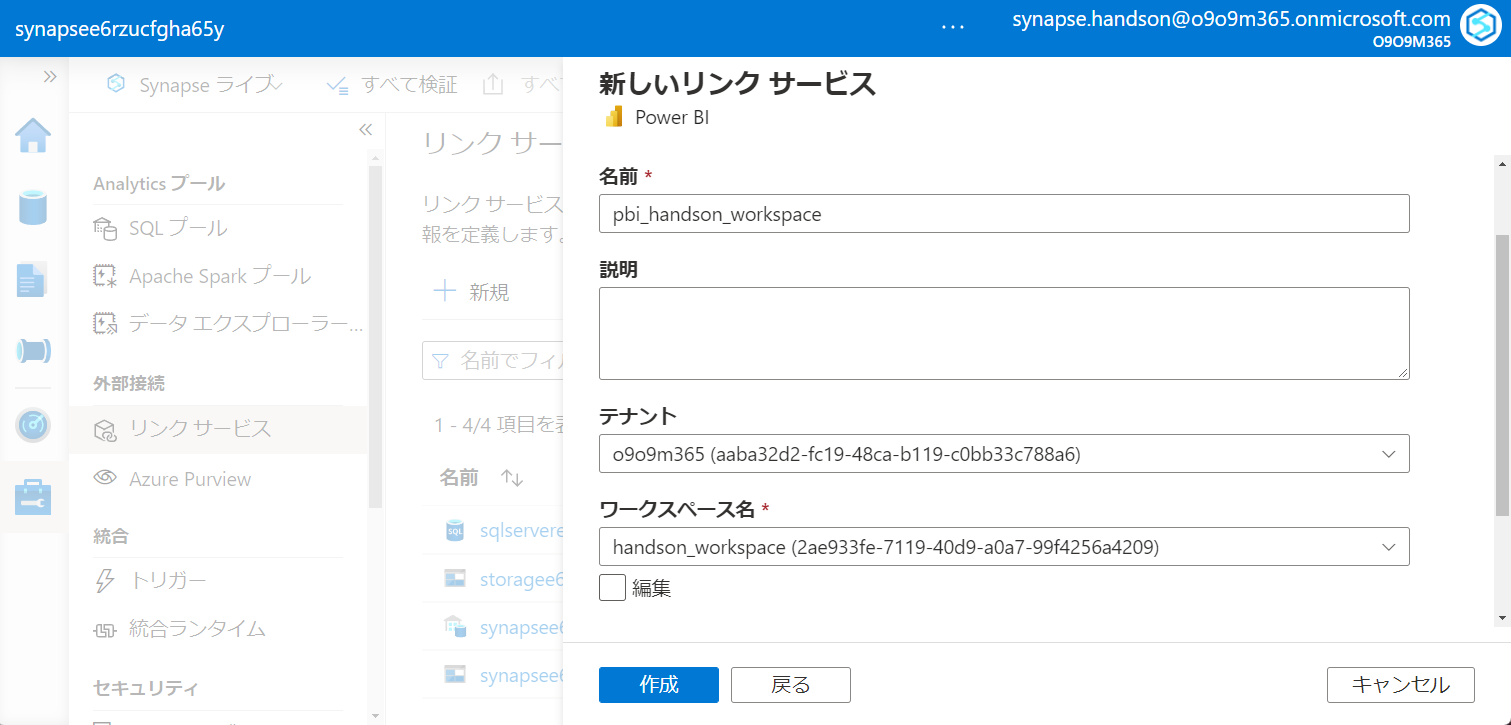 synapsee6rzucfgha65y
synapse.handson@o9o9m365.onmicrosoft.com
O9O9M365
Synapse ライブ
すべて検証
すべ
Analytics プール
SQL プール
Apache Spark プール
データ エクスプローラー...
外部接続
リンク サービス
Azure Purview
統合
トリガー
統合ランタイム
セキュリティ
リンク サー
リンク サービス
報を定義します。
新規
名前でフィル
1 - 4/4 項目を表
名前
sqlservere
storagee6
synapsee6
synapsee6
新しいリンク サービス
Power BI
名前 *
pbi_handson_workspace
説明
テナント
o9o9m365 (aaba32d2-fc19-48ca-b119-c0bb33c788a6)
ワークスペース名 *
handson_workspace (2ae933fe-7119-40d9-a0a7-99f4256a4209)
編集
作成
戻る
キャンセル